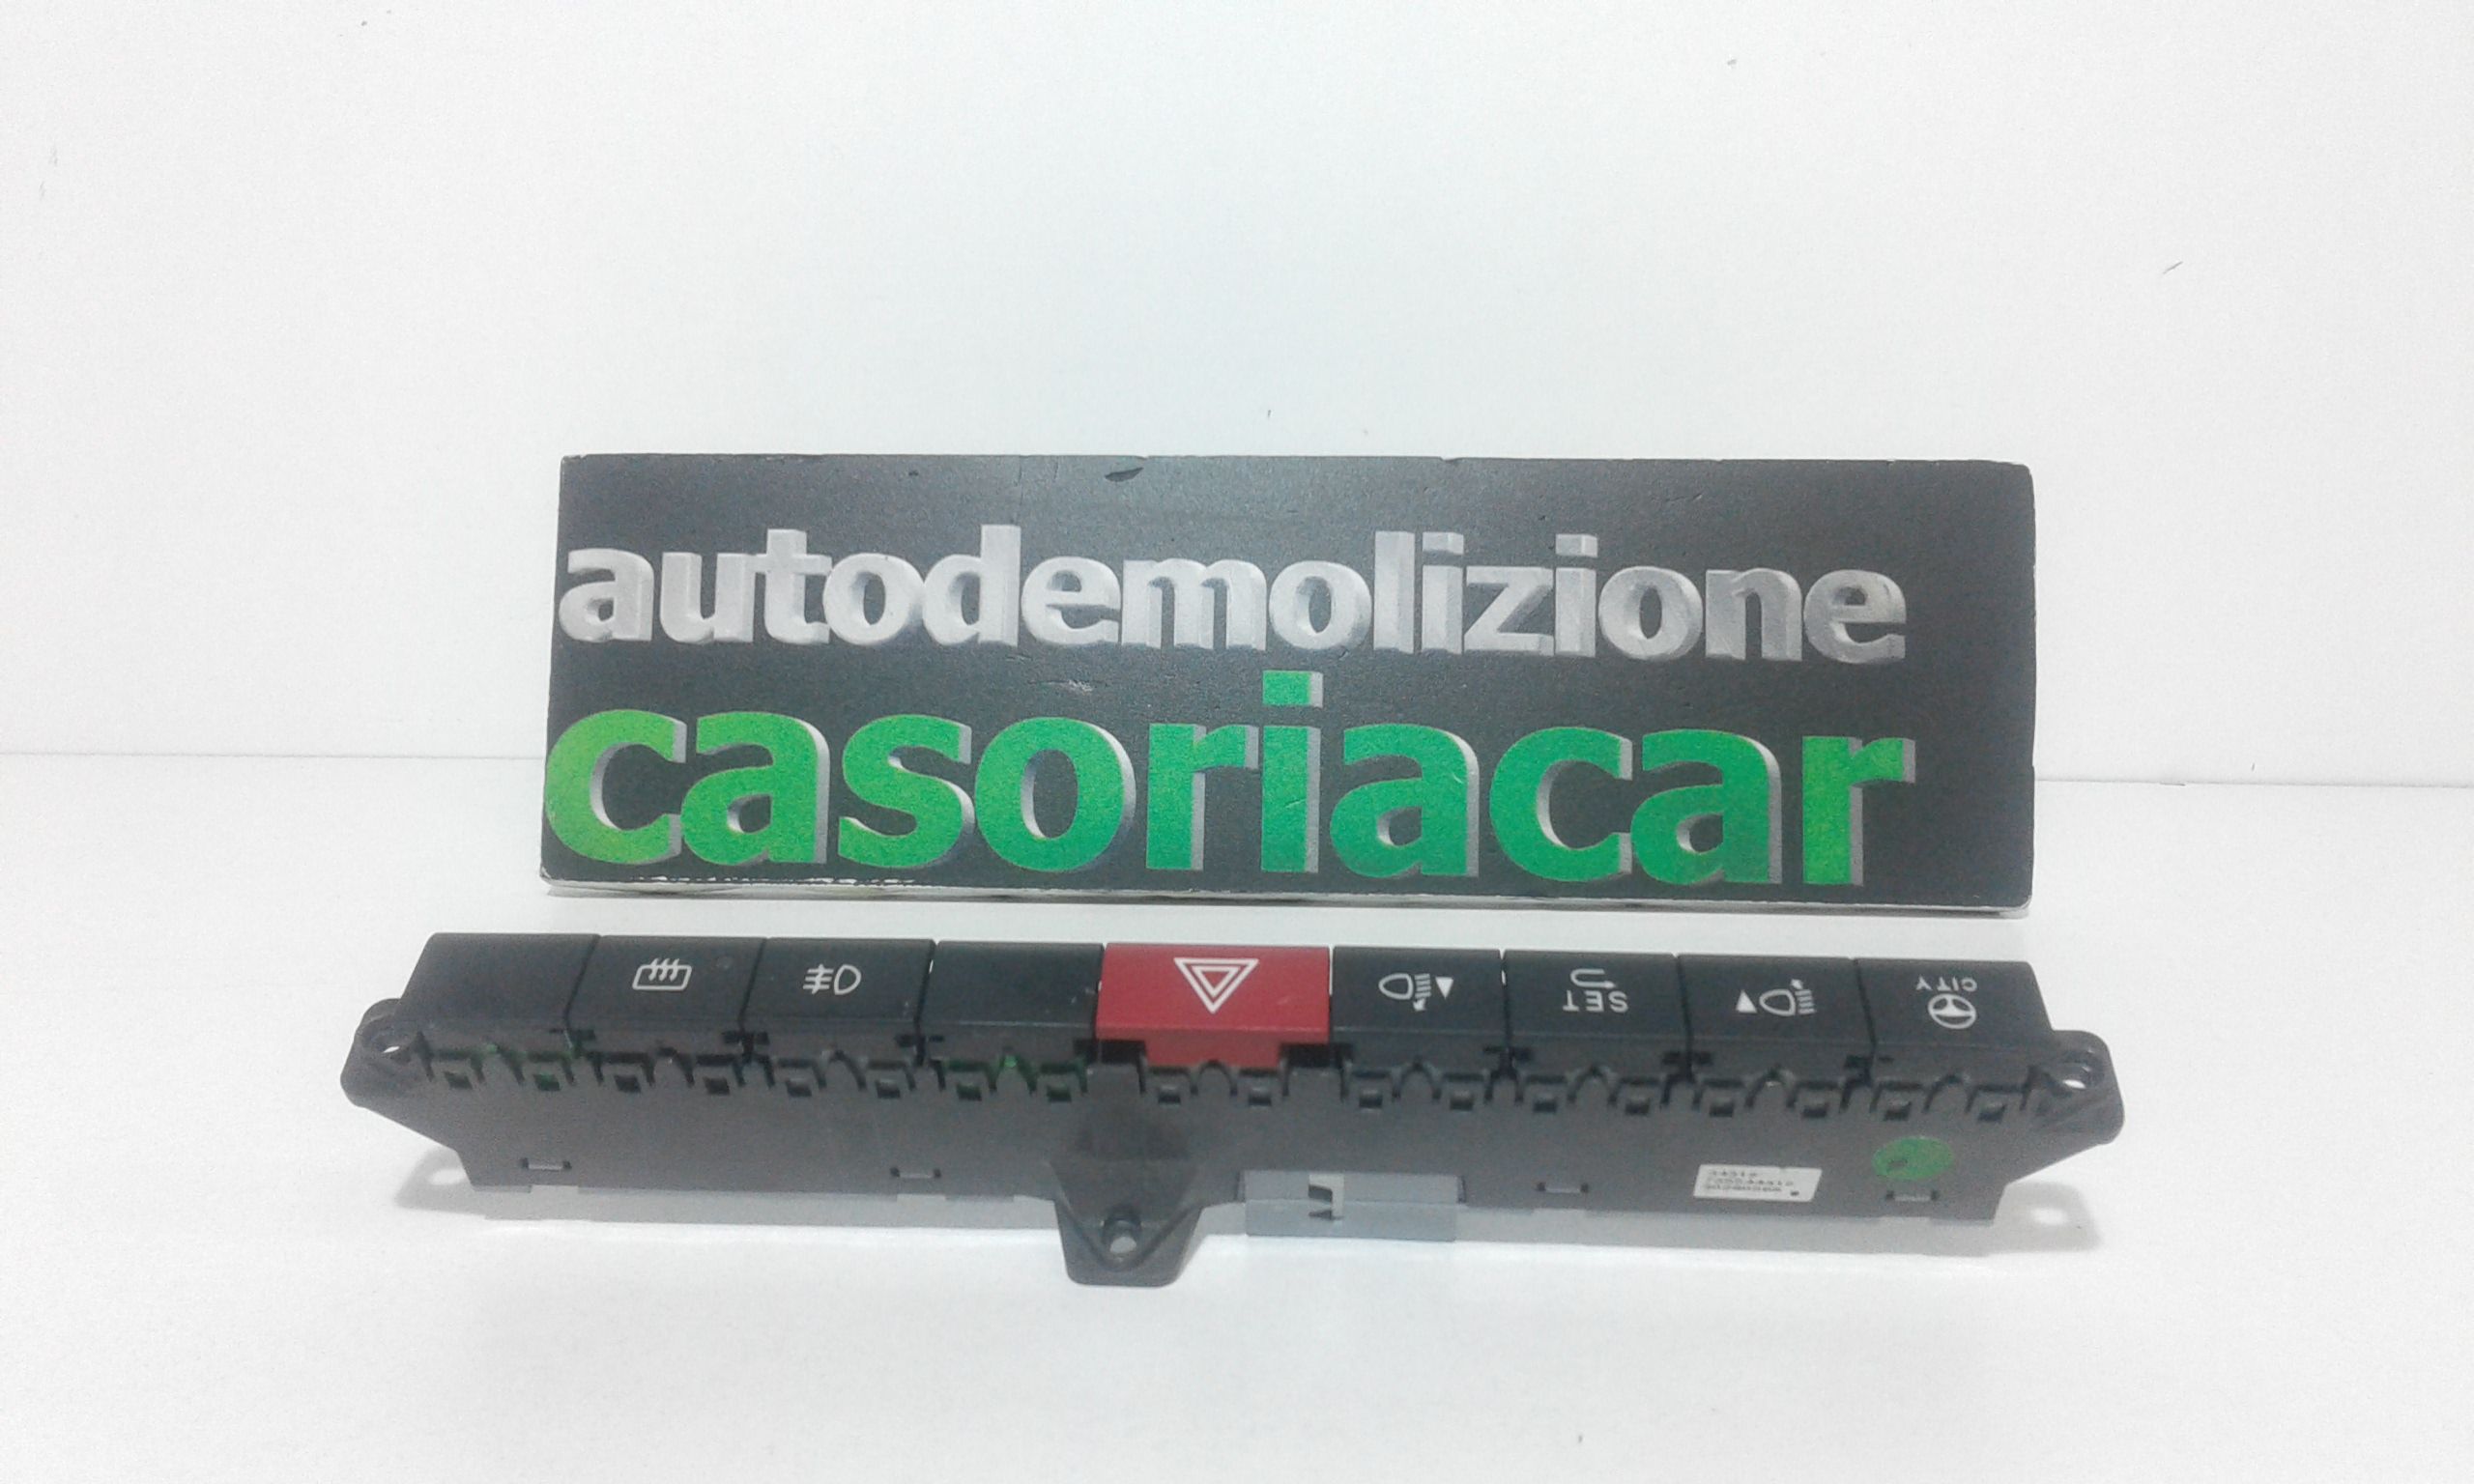 autodemolizione
casoriacar
SET
CITY